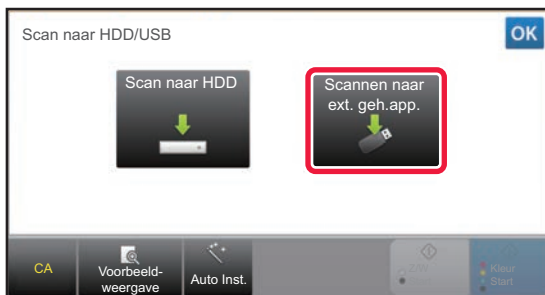 Scan naar HDD/USB
OK
Scan naar HDD
Scannen naar
ext. geh.app.
CA
Voorbeeld-
weergave
Auto Inst.
Z/W
Start
Kleur
Start